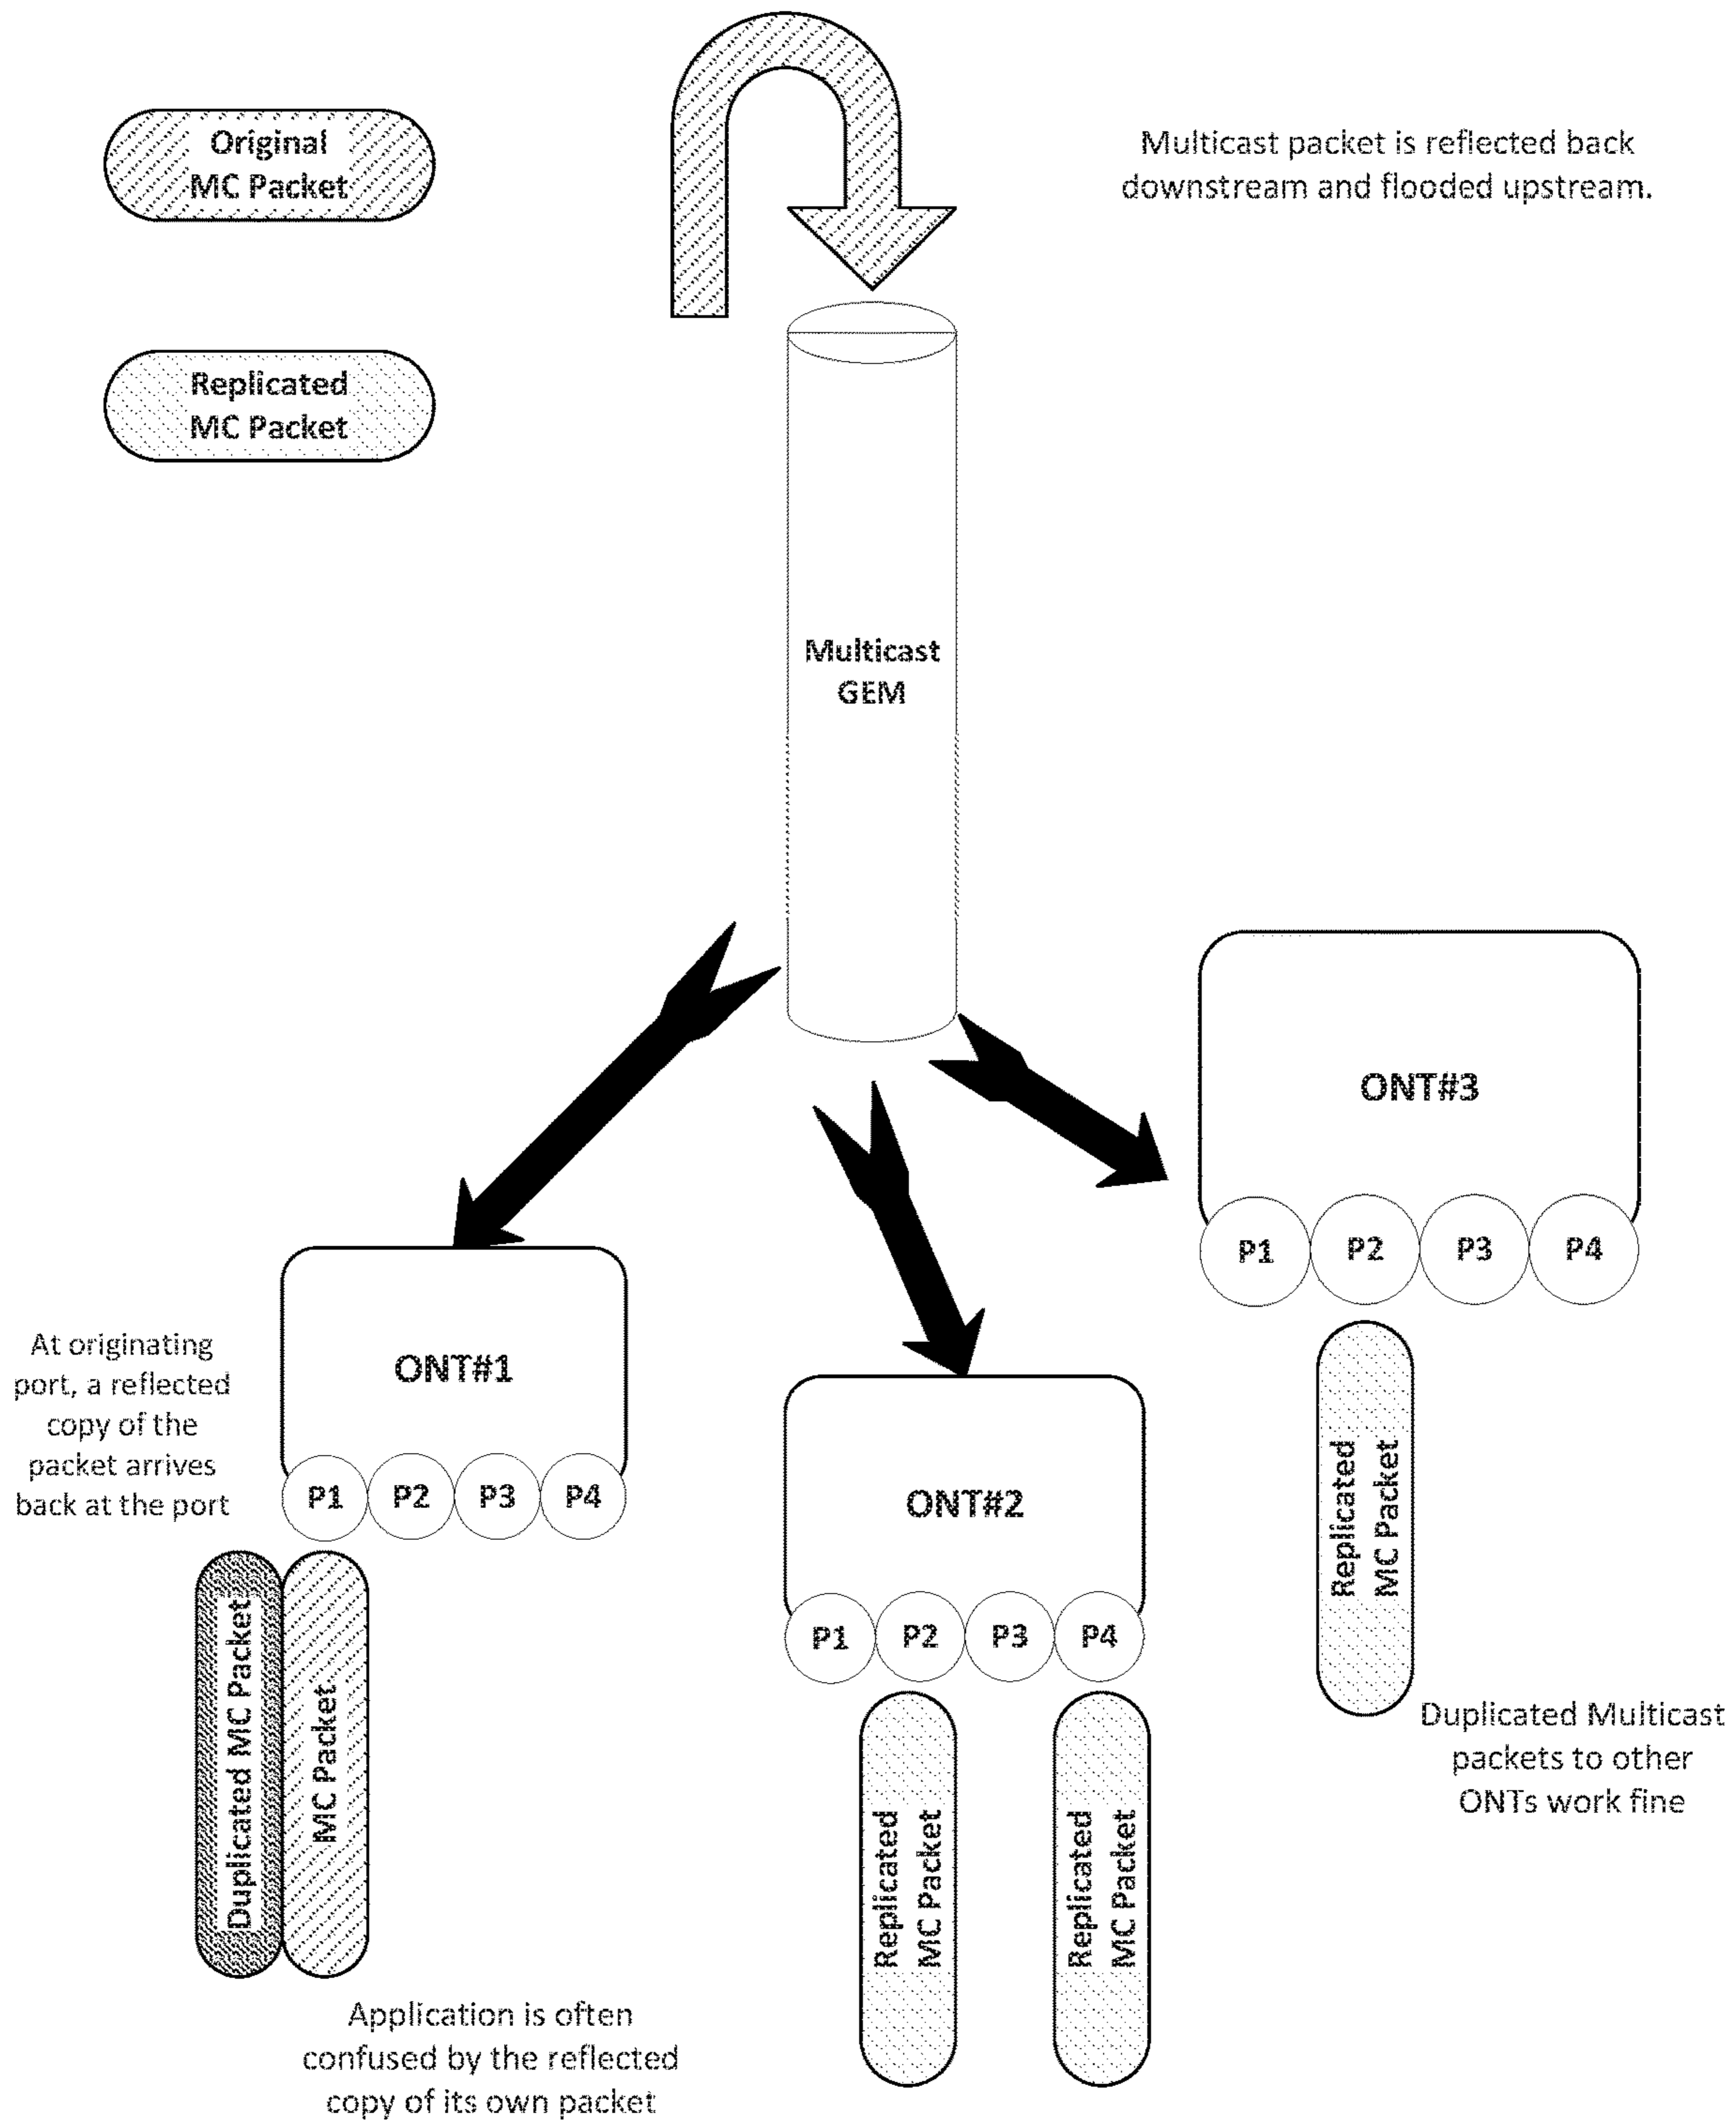 Original
MC Packet
Multicast packet is reflected back
downstream and flooded upstream.
Replicated
MC Packet
Multicast
GEM
ONT#3
P1 P2 P3 P4
At originating
port, a reflected
copy of the
packet arrives
back at the port
ONT#1
P1 P2 P3 P4
ONT#2
P1 P2 P3 P4
Replicated
MC Packet
Duplicated MC Packet
MC Packet
Replicated
MC Packet
Replicated
MC Packet
Duplicated Multicast
packets to other
ONTs work fine
Application is often
confused by the reflected
copy of its own packet